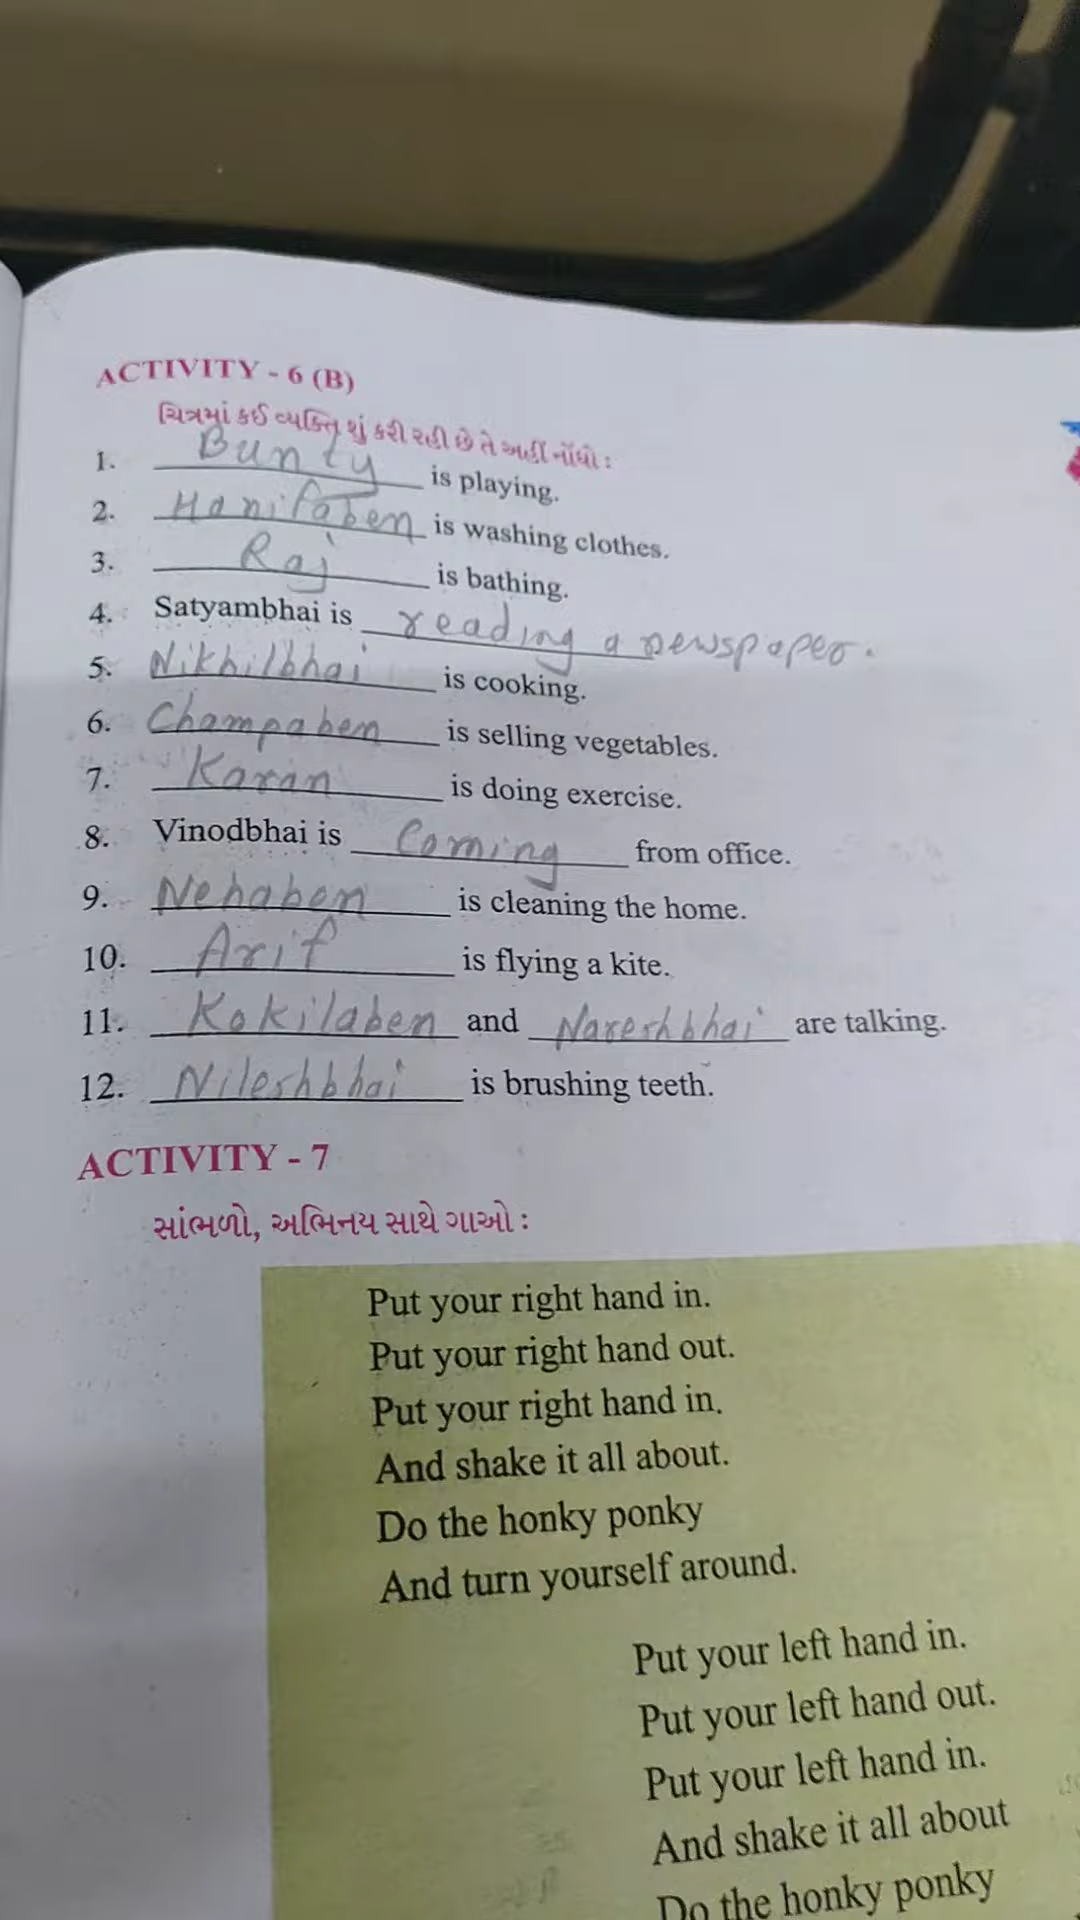 ACTIVITY - 6 (B)
ચિત્રમાં કઈ વ્યક્તિ શું કરી રહી છે તે અહીં નોંધો :
1. Bunty is playing.
2. Hanifaben is washing clothes.
3. Raj is bathing.
4. Satyambhai is reading a newspaper.
5. Nikhilbhai is cooking.
6. Champaben is selling vegetables.
7. Karan is doing exercise.
8. Vinodbhai is Coming from office.
9. Nehaben is cleaning the home.
10. Arif is flying a kite.
11. Kokilaben and Nareshbhai are talking.
12. Nileshbhai is brushing teeth.
ACTIVITY - 7
સાંભળો, અભિનય સાથે ગાઓ :
Put your right hand in.
Put your right hand out.
Put your right hand in.
And shake it all about.
Do the honky ponky
And turn yourself around.
Put your left hand in.
Put your left hand out.
Put your left hand in.
And shake it all about
Do the honky ponky